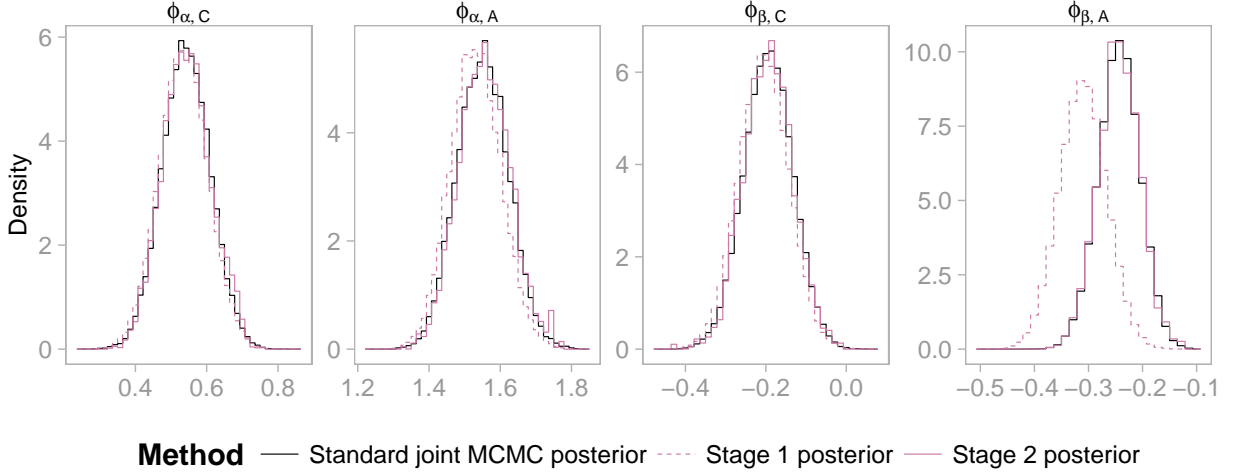 ϕα, C
ϕα, A
ϕβ, C
ϕβ, A
Density
6
4
2
0
4
2
0
6
4
2
0
10.0
7.5
5.0
2.5
0.0
0.4 0.6 0.8
1.2 1.4 1.6 1.8
−0.4 −0.2 0.0
−0.5 −0.4 −0.3 −0.2 −0.1
Method Standard joint MCMC posterior Stage 1 posterior Stage 2 posterior